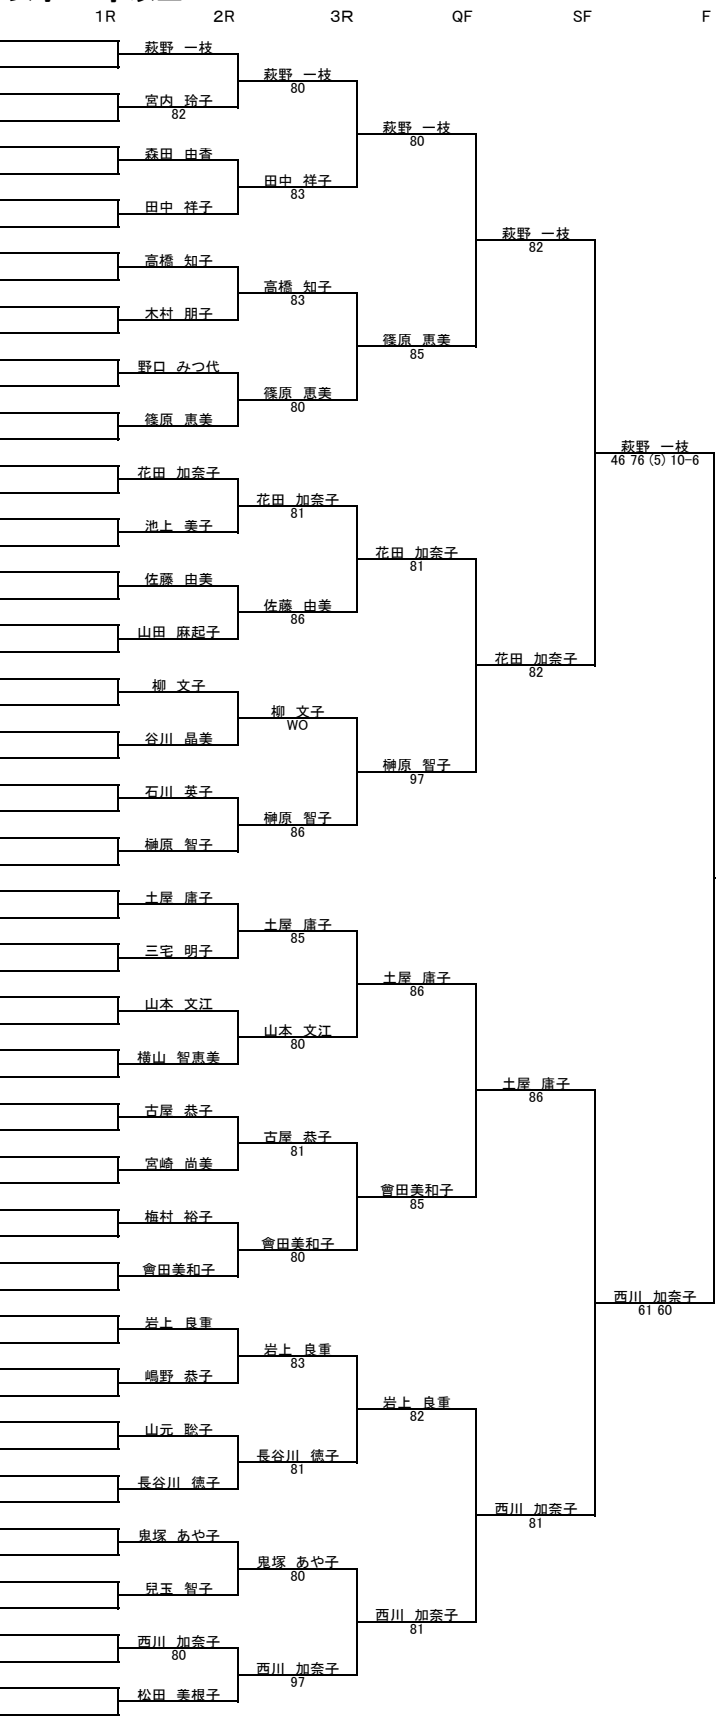 1R 2R 3R QF SF F
萩野 一枝
萩野 一枝
80
宮内 玲子
82
萩野 一枝
80
森田 由香
田中 祥子
83
田中 祥子
萩野 一枝
82
高橋 知子
高橋 知子
83
木村 朋子
篠原 恵美
85
野口 みつ代
篠原 恵美
80
篠原 恵美
萩野 一枝
46 76 (5) 10-6
花田 加奈子
花田 加奈子
81
池上 美子
花田 加奈子
81
佐藤 由美
佐藤 由美
86
山田 麻起子
花田 加奈子
82
柳 文子
柳 文子
WO
谷川 晶美
榊原 智子
97
石川 英子
榊原 智子
86
榊原 智子
土屋 庸子
土屋 庸子
85
三宅 明子
土屋 庸子
86
山本 文江
山本 文江
80
横山 智恵美
土屋 庸子
86
古屋 恭子
古屋 恭子
81
宮崎 尚美
會田美和子
85
梅村 裕子
會田美和子
80
會田美和子
西川 加奈子
61 60
岩上 良重
岩上 良重
83
嶋野 恭子
岩上 良重
82
山元 聡子
長谷川 徳子
81
長谷川 徳子
西川 加奈子
81
鬼塚 あや子
鬼塚 あや子
80
兒玉 智子
西川 加奈子
81
西川 加奈子
80
西川 加奈子
97
松田 美根子